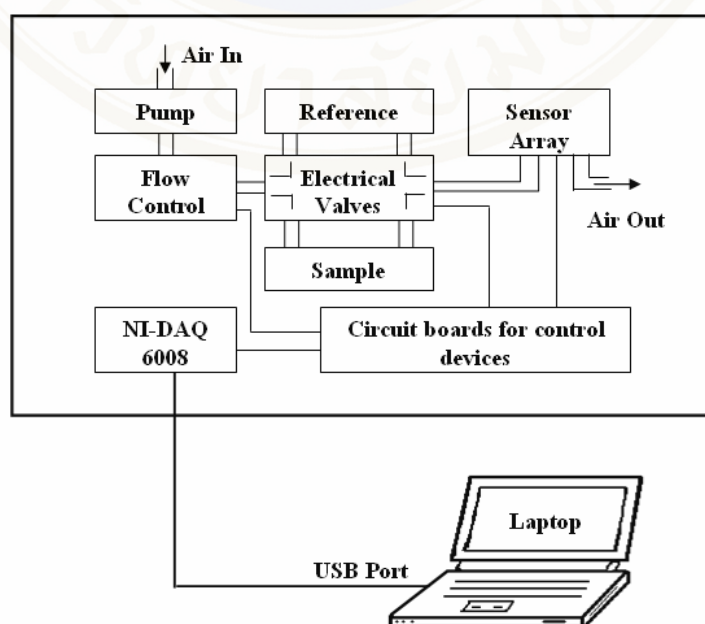 Air In
Pump
Reference
Sensor
Array
Flow
Control
Electrical
Valves
Air Out
Sample
NI-DAQ
6008
Circuit boards for control
devices
Laptop
USB Port